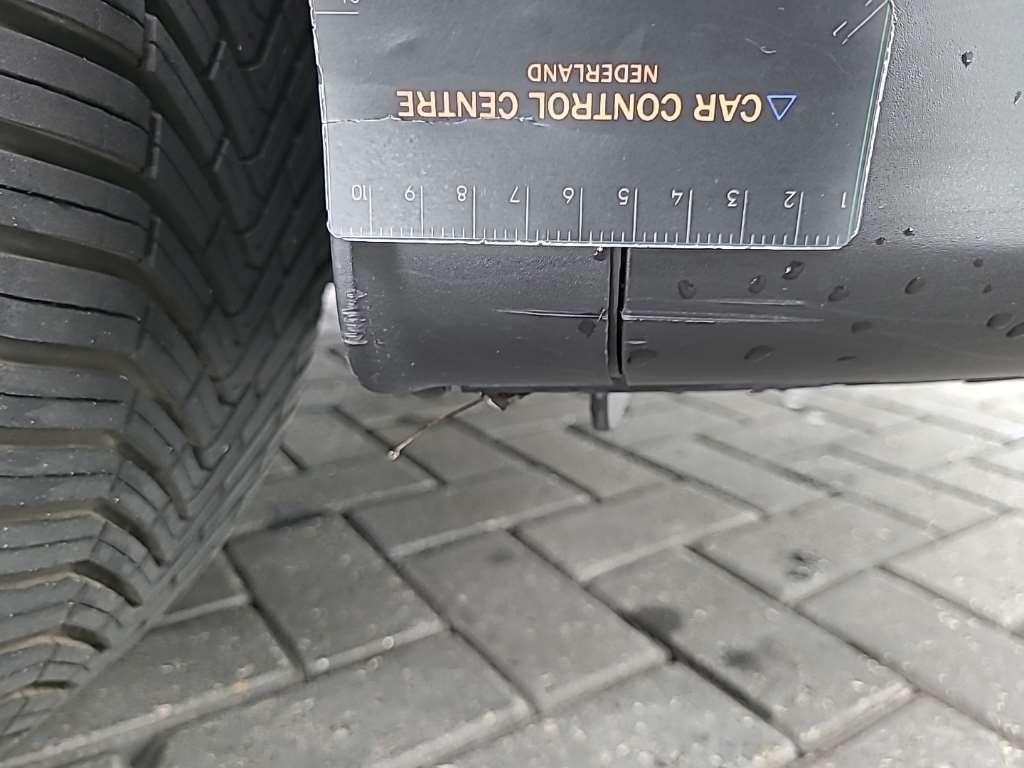 1 2 3 4 5 6 7 8 9 10
CAR CONTROL CENTRE
NEDERLAND